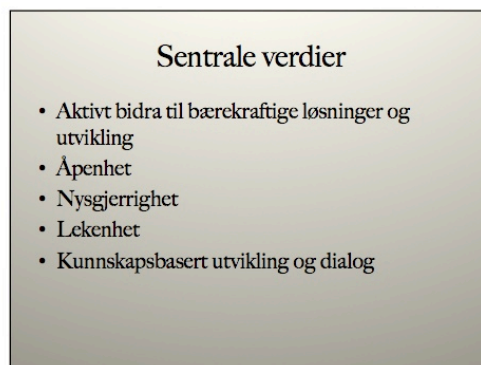 Sentrale verdier
• Aktivt bidra til bærekraftige løsninger og
utvikling
• Åpenhet
• Nysgjerrighet
• Lekenhet
• Kunnskapsbasert utvikling og dialog